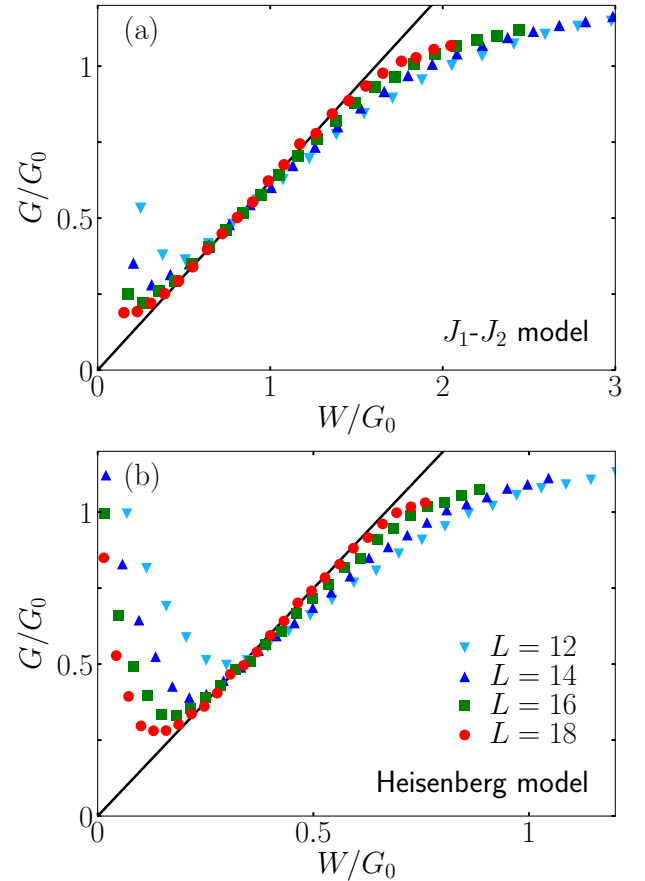 (a)
G/G₀
1
0.5
0
J₁-J₂ model
0 1 2 3
W/G₀
(b)
G/G₀
1
0.5
0
L = 12
L = 14
L = 16
L = 18
Heisenberg model
0 0.5 1
W/G₀